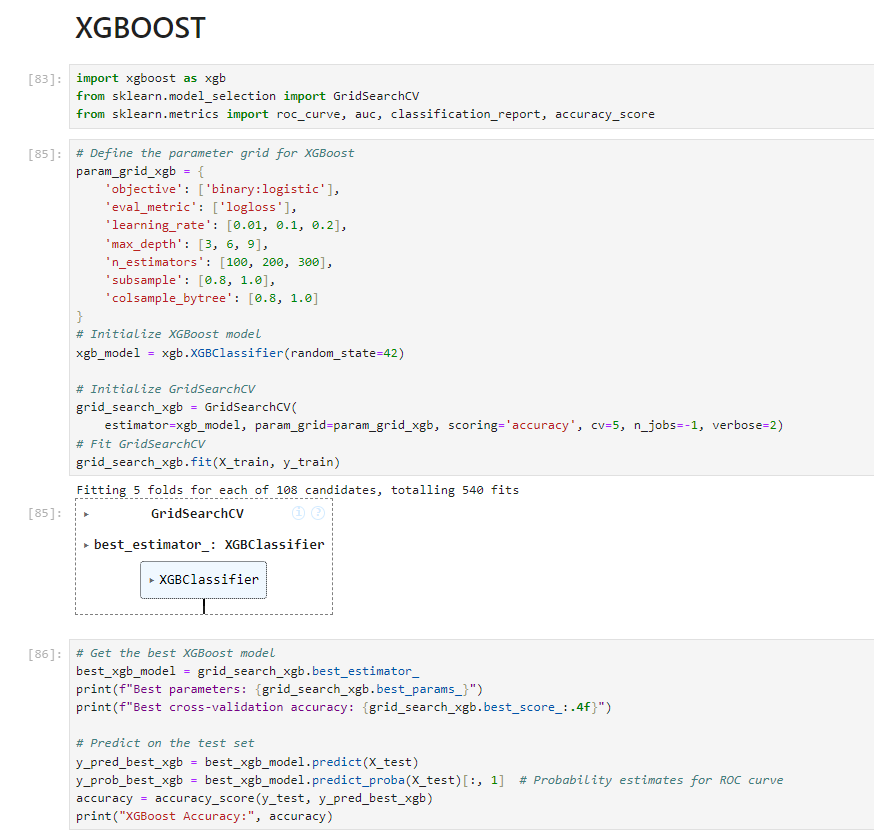 XGBOOST
[83]:
import xgboost as xgb
from sklearn.model_selection import GridSearchCV
from sklearn.metrics import roc_curve, auc, classification_report, accuracy_score
[85]:
# Define the parameter grid for XGBoost
param_grid_xgb = {
    'objective': ['binary:logistic'],
    'eval_metric': ['logloss'],
    'learning_rate': [0.01, 0.1, 0.2],
    'max_depth': [3, 6, 9],
    'n_estimators': [100, 200, 300],
    'subsample': [0.8, 1.0],
    'colsample_bytree': [0.8, 1.0]
}
# Initialize XGBoost model
xgb_model = xgb.XGBClassifier(random_state=42)
# Initialize GridSearchCV
grid_search_xgb = GridSearchCV(
    estimator=xgb_model, param_grid=param_grid_xgb, scoring='accuracy', cv=5, n_jobs=-1, verbose=2)
# Fit GridSearchCV
grid_search_xgb.fit(X_train, y_train)
Fitting 5 folds for each of 108 candidates, totalling 540 fits
[85]:
▸ GridSearchCV i ?
▸ best_estimator_: XGBClassifier
▸ XGBClassifier
[86]:
# Get the best XGBoost model
best_xgb_model = grid_search_xgb.best_estimator_
print(f"Best parameters: {grid_search_xgb.best_params_}")
print(f"Best cross-validation accuracy: {grid_search_xgb.best_score_:.4f}")
# Predict on the test set
y_pred_best_xgb = best_xgb_model.predict(X_test)
y_prob_best_xgb = best_xgb_model.predict_proba(X_test)[:, 1]  # Probability estimates for ROC curve
accuracy = accuracy_score(y_test, y_pred_best_xgb)
print("XGBoost Accuracy:", accuracy)